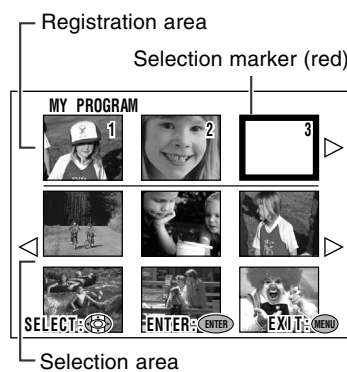 Registration area
Selection marker (red)
MY PROGRAM
1 2 3
SELECT: ENTER: ENTER EXIT: MENU
Selection area